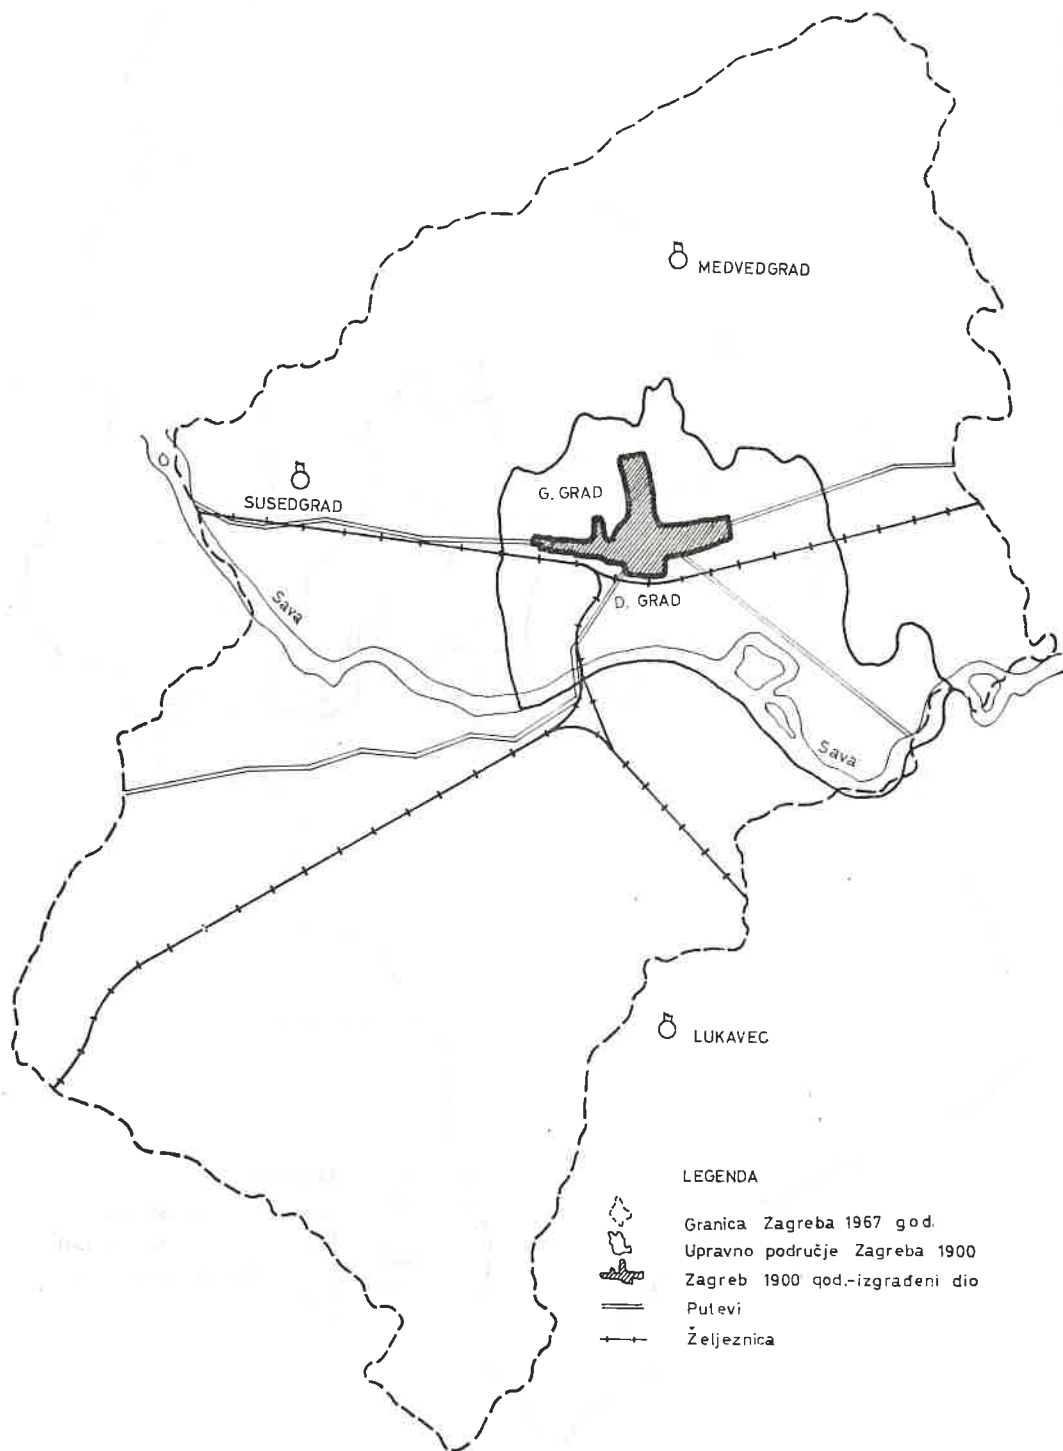 MEDVEDGRAD
SUSEDGRAD
G. GRAD
D. GRAD
Sava
Sava
LUKAVEC
LEGENDA
Granica Zagreba 1967 god.
Upravno područje Zagreba 1900
Zagreb 1900 god.-izgrađeni dio
Putevi
Željeznica